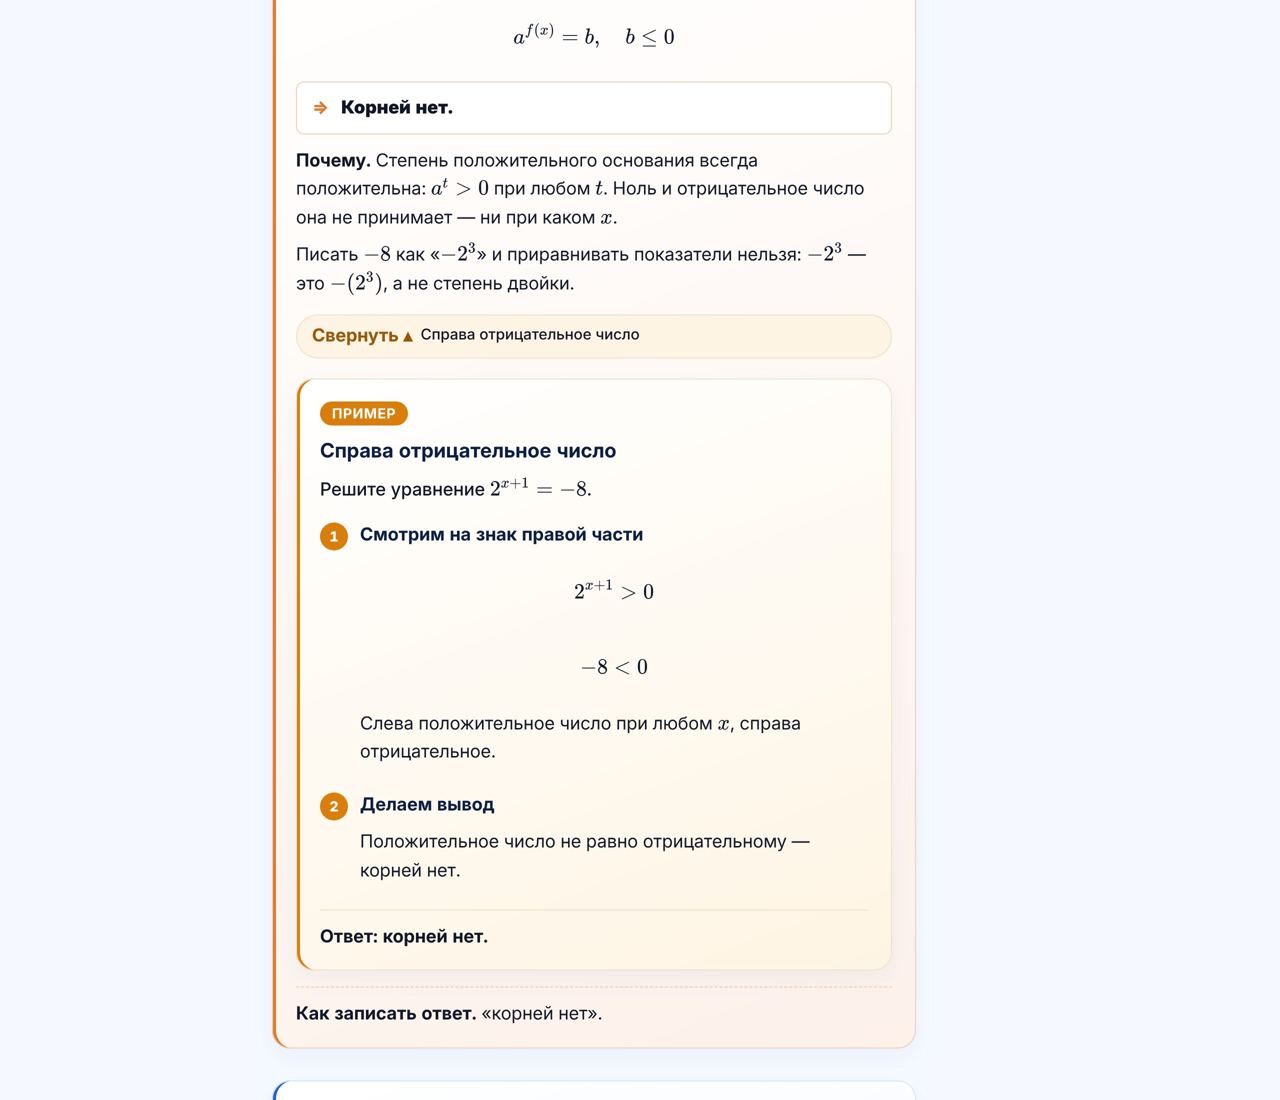 a^{f(x)} = b, b ≤ 0
⇒ Корней нет.
Почему. Степень положительного основания всегда
положительна: a^t > 0 при любом t. Ноль и отрицательное число
она не принимает — ни при каком x.
Писать −8 как «−2³» и приравнивать показатели нельзя: −2³ —
это −(2³), а не степень двойки.
Свернуть ▲ Справа отрицательное число
ПРИМЕР
Справа отрицательное число
Решите уравнение 2^{x+1} = −8.
1 Смотрим на знак правой части
2^{x+1} > 0
−8 < 0
Слева положительное число при любом x, справа
отрицательное.
2 Делаем вывод
Положительное число не равно отрицательному —
корней нет.
Ответ: корней нет.
Как записать ответ. «корней нет».